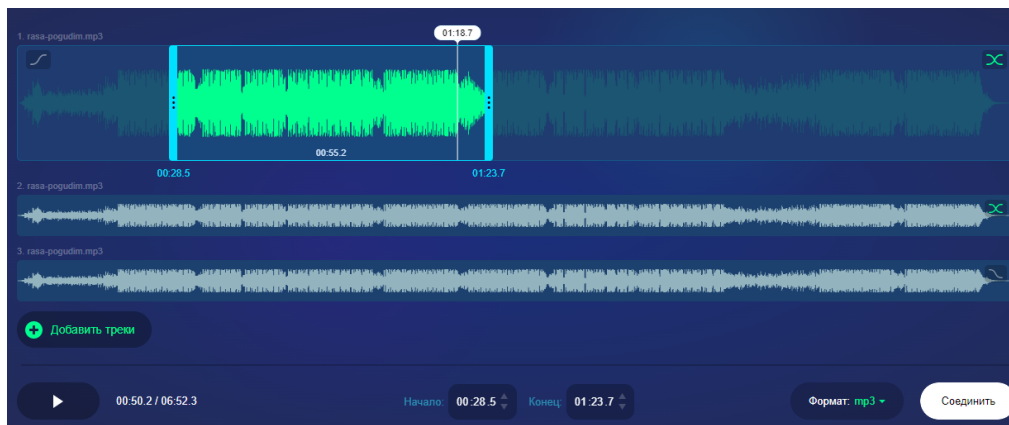 01:18.7
1. rasa-pogudim.mp3
00:55.2
00:28.5 01:23.7
2. rasa-pogudim.mp3
3. rasa-pogudim.mp3
Добавить треки
00:50.2 / 06:52.3 Начало: 00:28.5 Конец: 01:23.7 Формат: mp3 Соединить